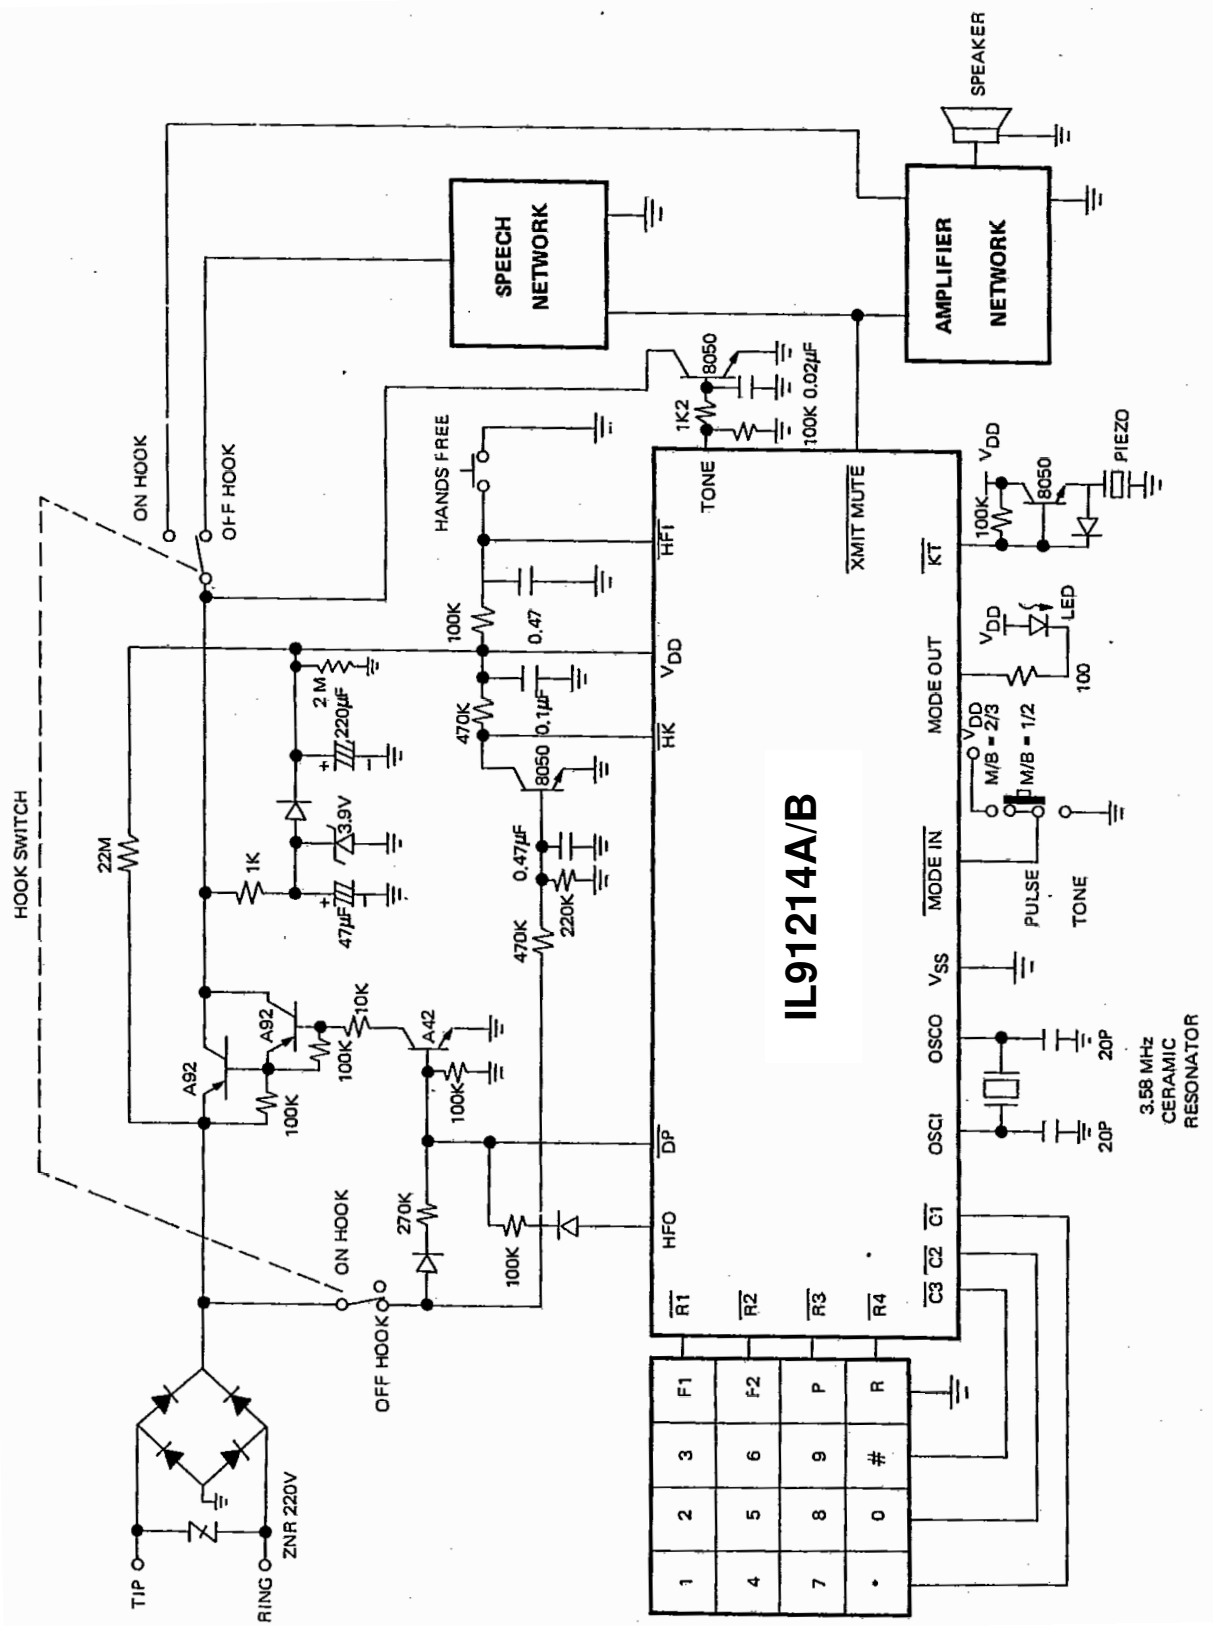 HOOK SWITCH
ON HOOK
OFF HOOK
SPEAKER
SPEECH
NETWORK
AMPLIFIER
NETWORK
22M
1K
47µF
3.9V
220µF
2 M
A92
A92
100K
100K
10K
A42
100K
270K
100K
ON HOOK
OFF HOOK
TIP
RING
ZNR 220V
HANDS FREE
100K
0.47
470K
0.1µF
8050
0.47µF
220K
470K
1K2
8050
100K
0.02µF
HFO
DP
HK
VDD
HFI
TONE
IL91214A/B
XMIT MUTE
R1
R2
R3
R4
C3
C2
C1
OSCI
OSCO
VSS
MODE IN
MODE OUT
KT
1
2
3
F1
4
5
6
F2
7
8
9
P
•
0
#
R
20P
20P
3.58 MHz
CERAMIC
RESONATOR
PULSE
TONE
VDD
M/B = 2/3
M/B = 1/2
VDD
LED
100
100K
VDD
8050
PIEZO